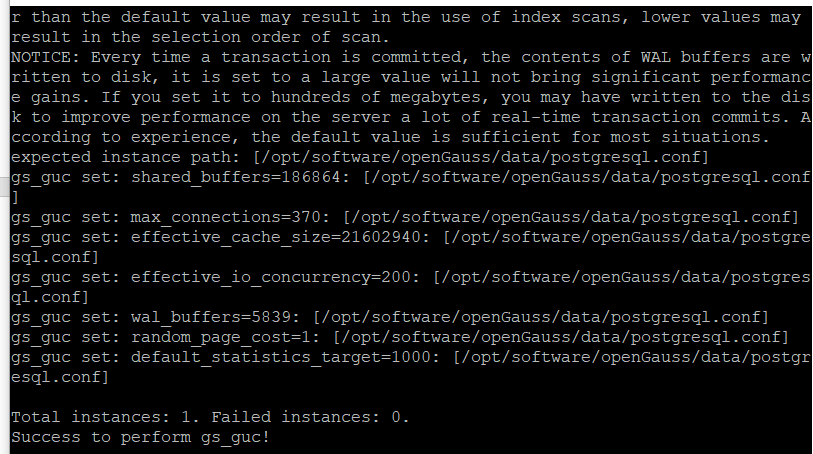 r than the default value may result in the use of index scans, lower values may
result in the selection order of scan.
NOTICE: Every time a transaction is committed, the contents of WAL buffers are w
ritten to disk, it is set to a large value will not bring significant performanc
e gains. If you set it to hundreds of megabytes, you may have written to the dis
k to improve performance on the server a lot of real-time transaction commits. A
ccording to experience, the default value is sufficient for most situations.
expected instance path: [/opt/software/openGauss/data/postgresql.conf]
gs_guc set: shared_buffers=186864: [/opt/software/openGauss/data/postgresql.conf
]
gs_guc set: max_connections=370: [/opt/software/openGauss/data/postgresql.conf]
gs_guc set: effective_cache_size=21602940: [/opt/software/openGauss/data/postgre
sql.conf]
gs_guc set: effective_io_concurrency=200: [/opt/software/openGauss/data/postgres
ql.conf]
gs_guc set: wal_buffers=5839: [/opt/software/openGauss/data/postgresql.conf]
gs_guc set: random_page_cost=1: [/opt/software/openGauss/data/postgresql.conf]
gs_guc set: default_statistics_target=1000: [/opt/software/openGauss/data/postgr
esql.conf]
Total instances: 1. Failed instances: 0.
Success to perform gs_guc!